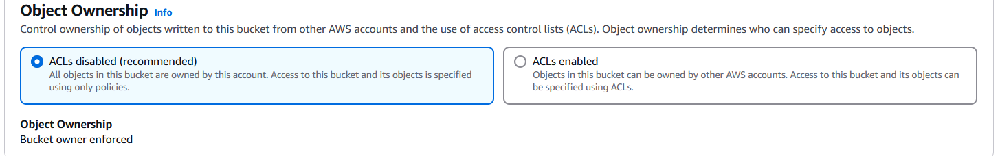 Object Ownership Info
Control ownership of objects written to this bucket from other AWS accounts and the use of access control lists (ACLs). Object ownership determines who can specify access to objects.
ACLs disabled (recommended)
All objects in this bucket are owned by this account. Access to this bucket and its objects is specified
using only policies.
ACLs enabled
Objects in this bucket can be owned by other AWS accounts. Access to this bucket and its objects can
be specified using ACLs.
Object Ownership
Bucket owner enforced